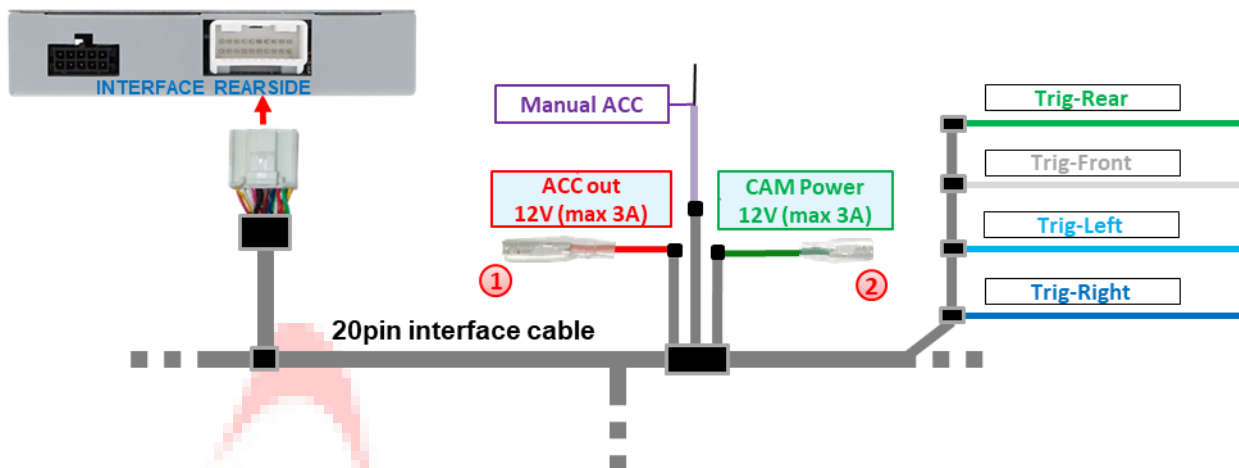 INTERFACE REARSIDE
Manual ACC
ACC out
12V (max 3A)
CAM Power
12V (max 3A)
1
2
Trig-Rear
Trig-Front
Trig-Left
Trig-Right
20pin interface cable